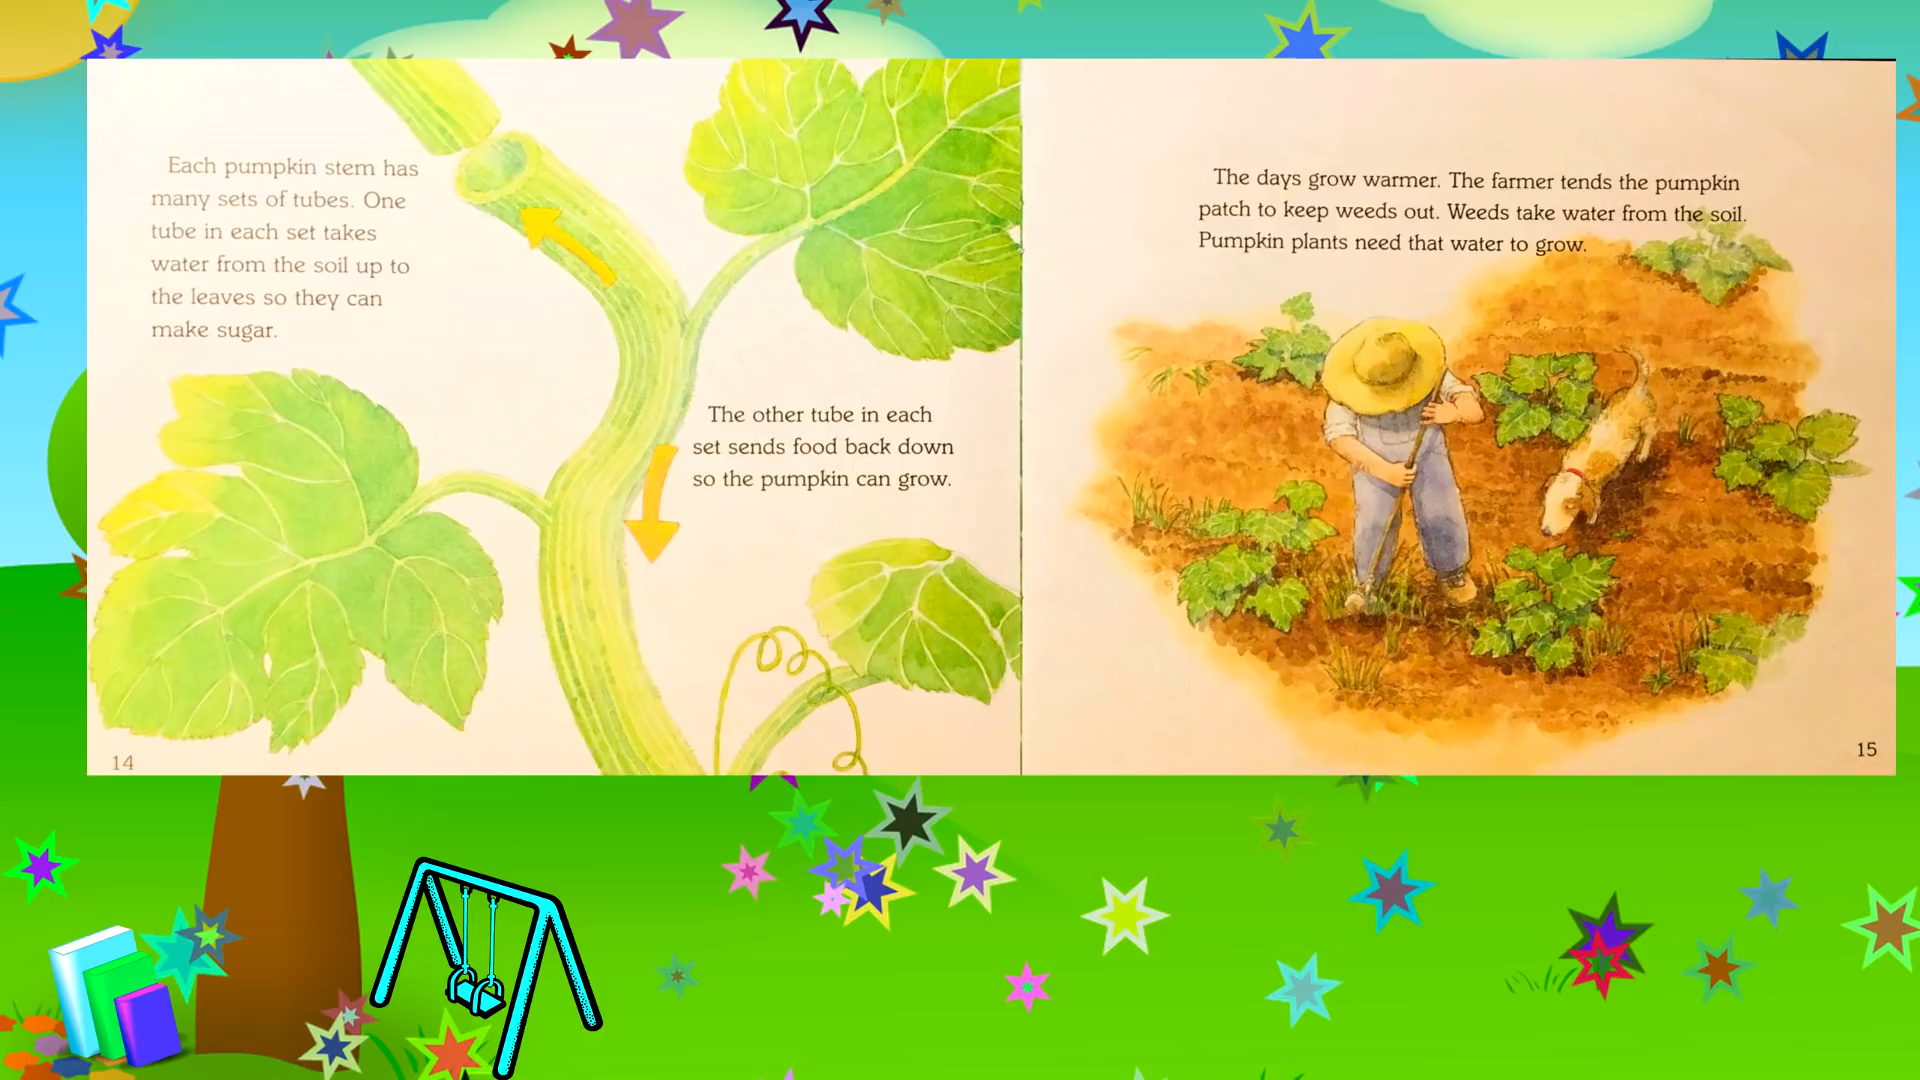 Each pumpkin stem has
many sets of tubes. One
tube in each set takes
water from the soil up to
the leaves so they can
make sugar.
The other tube in each
set sends food back down
so the pumpkin can grow.
14
The days grow warmer. The farmer tends the pumpkin
patch to keep weeds out. Weeds take water from the soil.
Pumpkin plants need that water to grow.
15